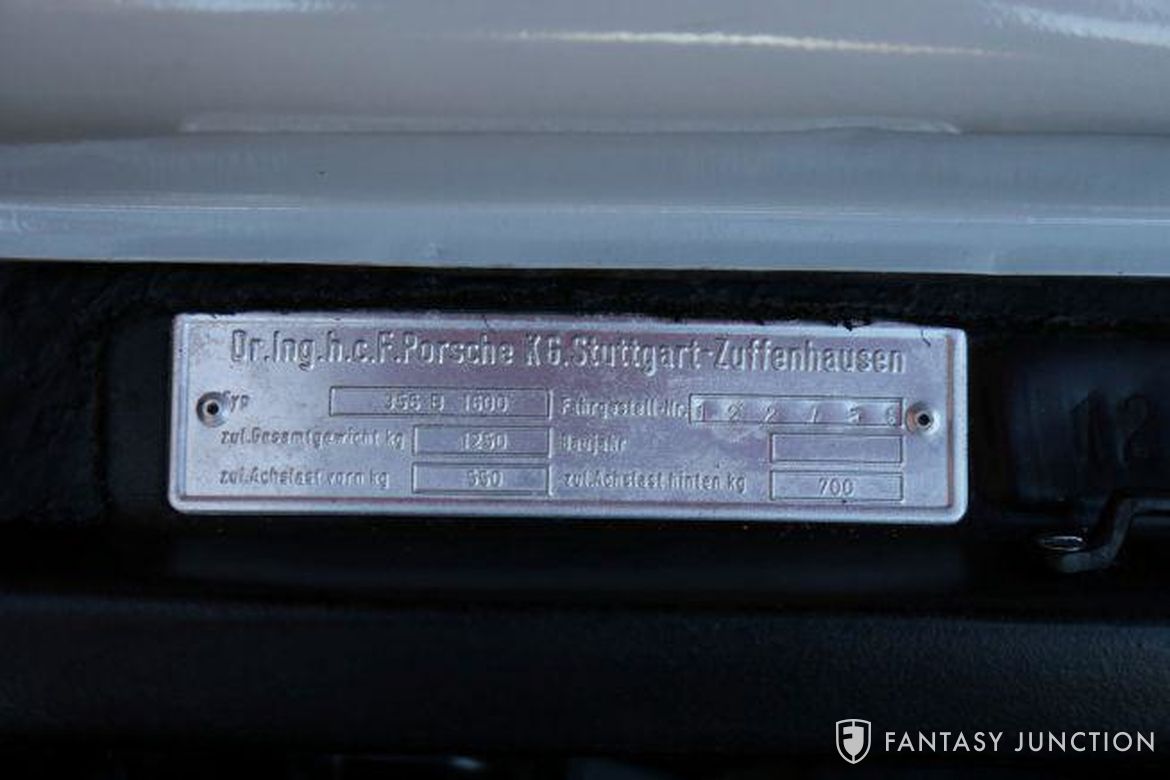 Dr.Ing.h.c.F.Porsche KG.Stuttgart-Zuffenhausen
Typ 356 B 1600 Fahrgestell-Nr.
zul.Gesamtgewicht kg 1250 Baujahr
zul.Achslast vorn kg 550 zul.Achslast hinten kg 700
FANTASY JUNCTION